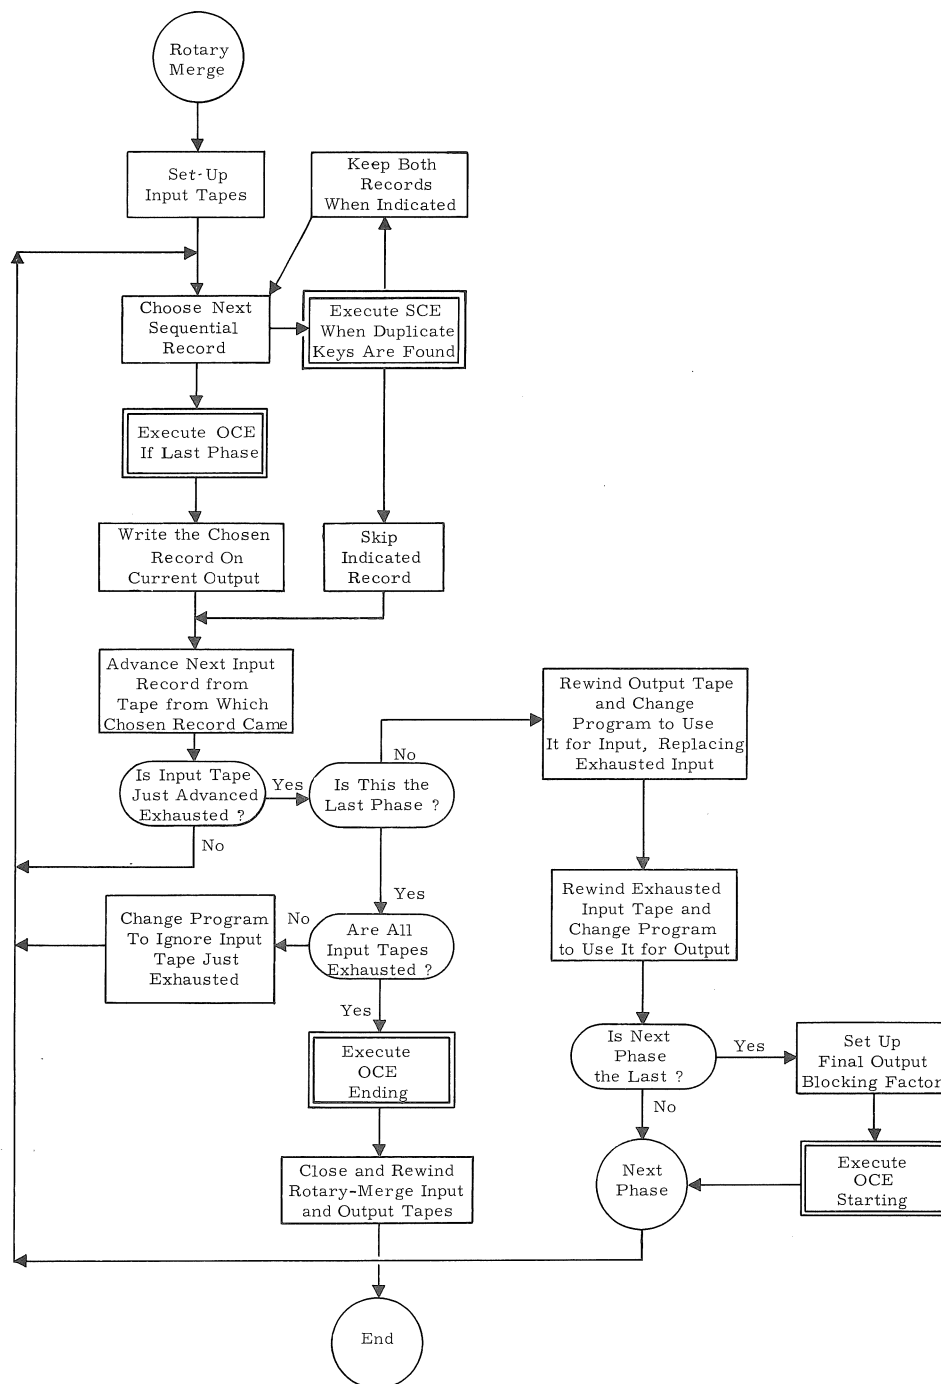 Rotary
Merge
Set-Up
Input Tapes
Keep Both
Records
When Indicated
Choose Next
Sequential
Record
Execute SCE
When Duplicate
Keys Are Found
Execute OCE
If Last Phase
Write the Chosen
Record On
Current Output
Skip
Indicated
Record
Advance Next Input
Record from
Tape from Which
Chosen Record Came
Rewind Output Tape
and Change
Program to Use
It for Input, Replacing
Exhausted Input
Is Input Tape
Just Advanced
Exhausted ?
Yes
No
Is This the
Last Phase ?
No
Yes
Rewind Exhausted
Input Tape and
Change Program
to Use It for Output
Change Program
To Ignore Input
Tape Just
Exhausted
No
Are All
Input Tapes
Exhausted ?
Yes
Is Next
Phase
the Last ?
Yes
No
Set Up
Final Output
Blocking Factor
Execute
OCE
Ending
Close and Rewind
Rotary-Merge Input
and Output Tapes
Next
Phase
Execute
OCE
Starting
End